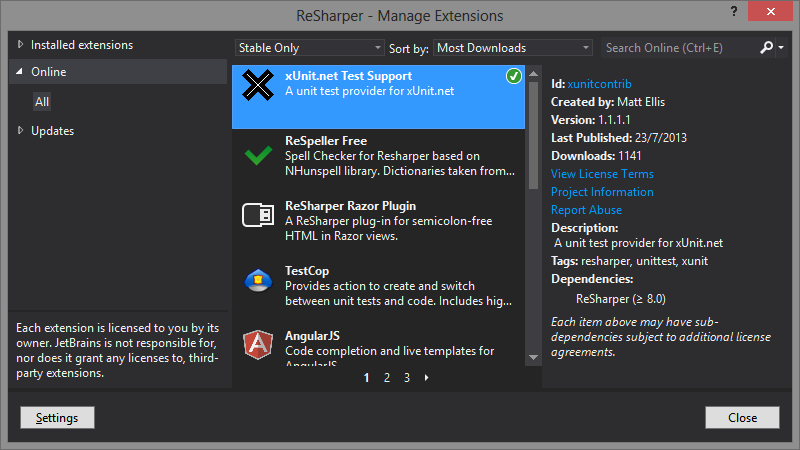 ReSharper - Manage Extensions
?
Installed extensions
Online
All
Updates
Each extension is licensed to you by its
owner. JetBrains is not responsible for,
nor does it grant any licenses to, third-
party extensions.
Stable Only
Sort by: Most Downloads
Search Online (Ctrl+E)
xUnit.net Test Support
A unit test provider for xUnit.net
ReSpeller Free
Spell Checker for Resharper based on
NHunspell library. Dictionaries taken from...
ReSharper Razor Plugin
A ReSharper plug-in for semicolon-free
HTML in Razor views.
TestCop
Provides action to create and switch
between unit tests and code. Includes hig...
AngularJS
Code completion and live templates for
AngularJS
1 2 3
Id: xunitcontrib
Created by: Matt Ellis
Version: 1.1.1.1
Last Published: 23/7/2013
Downloads: 1141
View License Terms
Project Information
Report Abuse
Description:
A unit test provider for xUnit.net
Tags: resharper, unittest, xunit
Dependencies:
ReSharper (≥ 8.0)
Each item above may have sub-
dependencies subject to additional license
agreements.
Settings
Close